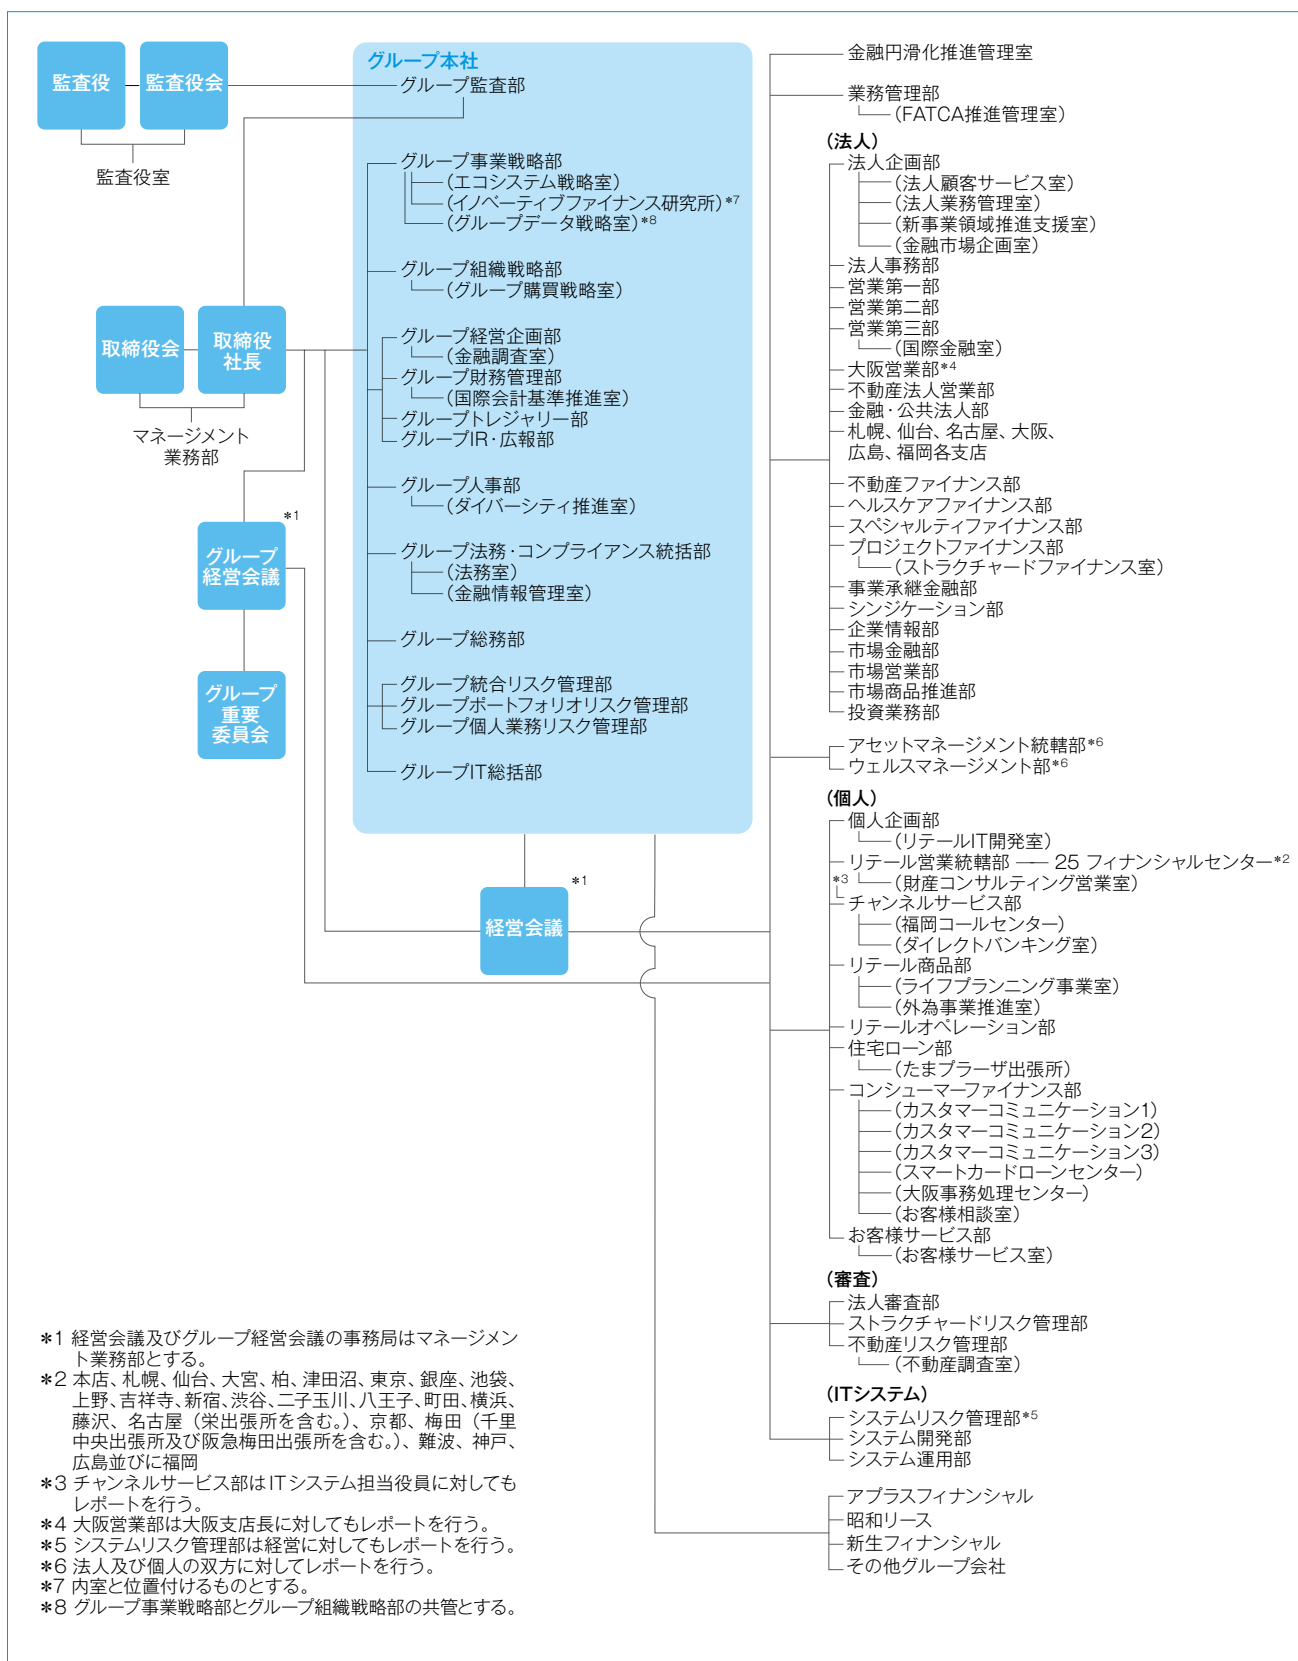 監査役
監査役会
監査役室
取締役会
取締役
社長
マネージメント
業務部
*1
グループ
経営会議
グループ
重要
委員会
グループ本社
グループ監査部
グループ事業戦略部
(エコシステム戦略室)
(イノベーティブファイナンス研究所)*7
(グループデータ戦略室)*8
グループ組織戦略部
(グループ購買戦略室)
グループ経営企画部
(金融調査室)
グループ財務管理部
(国際会計基準推進室)
グループトレジャリー部
グループIR・広報部
グループ人事部
(ダイバーシティ推進室)
グループ法務・コンプライアンス統括部
(法務室)
(金融情報管理室)
グループ総務部
グループ統合リスク管理部
グループポートフォリオリスク管理部
グループ個人業務リスク管理部
グループIT総括部
*1
経営会議
金融円滑化推進管理室
業務管理部
(FATCA推進管理室)
(法人)
法人企画部
(法人顧客サービス室)
(法人業務管理室)
(新事業領域推進支援室)
(金融市場企画室)
法人事務部
営業第一部
営業第二部
営業第三部
(国際金融室)
大阪営業部*4
不動産法人営業部
金融・公共法人部
札幌、仙台、名古屋、大阪、
広島、福岡各支店
不動産ファイナンス部
ヘルスケアファイナンス部
スペシャルティファイナンス部
プロジェクトファイナンス部
(ストラクチャードファイナンス室)
事業承継金融部
シンジケーション部
企業情報部
市場金融部
市場営業部
市場商品推進部
投資業務部
アセットマネージメント統轄部*6
ウェルスマネージメント部*6
(個人)
個人企画部
(リテールIT開発室)
リテール営業統轄部 25 フィナンシャルセンター*2
*3 (財産コンサルティング営業室)
チャンネルサービス部
(福岡コールセンター)
(ダイレクトバンキング室)
リテール商品部
(ライフプランニング事業室)
(外為事業推進室)
リテールオペレーション部
住宅ローン部
(たまプラーザ出張所)
コンシューマーファイナンス部
(カスタマーコミュニケーション1)
(カスタマーコミュニケーション2)
(カスタマーコミュニケーション3)
(スマートカードローンセンター)
(大阪事務処理センター)
(お客様相談室)
お客様サービス部
(お客様サービス室)
(審査)
法人審査部
ストラクチャードリスク管理部
不動産リスク管理部
(不動産調査室)
(ITシステム)
システムリスク管理部*5
システム開発部
システム運用部
アプラスフィナンシャル
昭和リース
新生フィナンシャル
その他グループ会社
*1 経営会議及びグループ経営会議の事務局はマネージメン
ト業務部とする。
*2 本店、札幌、仙台、大宮、柏、津田沼、東京、銀座、池袋、
上野、吉祥寺、新宿、渋谷、二子玉川、八王子、町田、横浜、
藤沢、名古屋(栄出張所を含む。)、京都、梅田(千里
中央出張所及び阪急梅田出張所を含む。)、難波、神戸、
広島並びに福岡
*3 チャンネルサービス部はITシステム担当役員に対しても
レポートを行う。
*4 大阪営業部は大阪支店長に対してもレポートを行う。
*5 システムリスク管理部は経営に対してもレポートを行う。
*6 法人及び個人の双方に対してレポートを行う。
*7 内室と位置付けるものとする。
*8 グループ事業戦略部とグループ組織戦略部の共管とする。